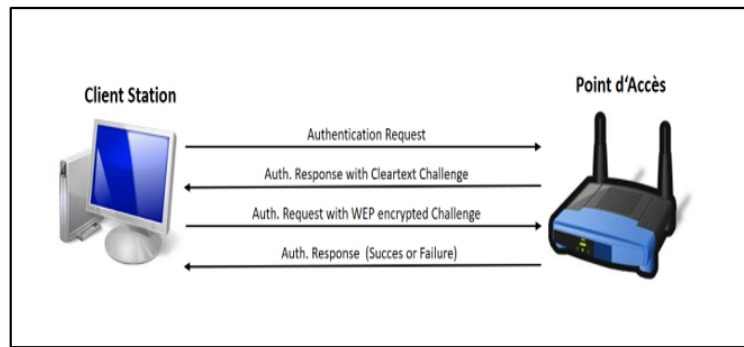 Client Station
Point d'Accès
Authentication Request
Auth. Response with Cleartext Challenge
Auth. Request with WEP encrypted Challenge
Auth. Response (Succes or Failure)